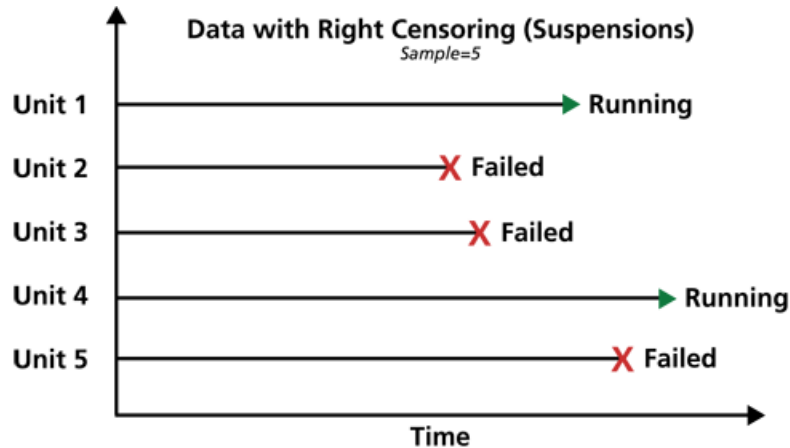 Data with Right Censoring (Suspensions)
Sample=5
Unit 1 Running
Unit 2 X Failed
Unit 3 X Failed
Unit 4 Running
Unit 5 X Failed
Time